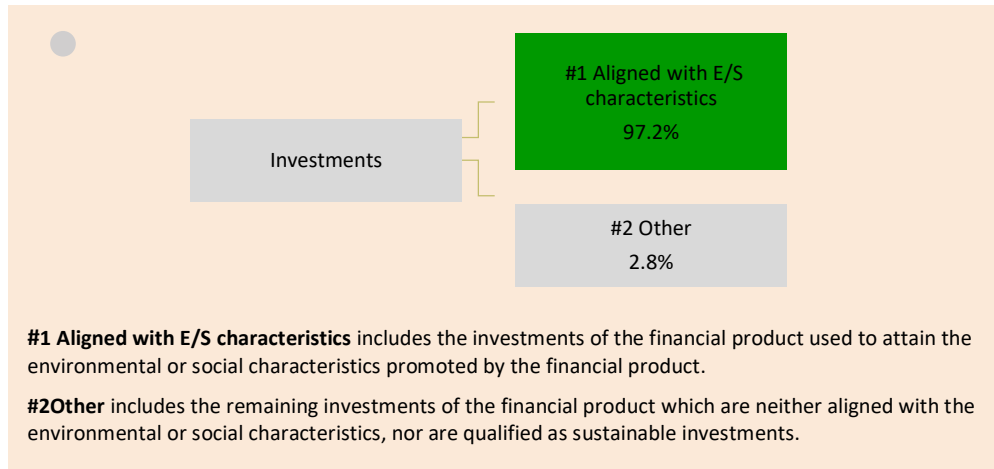 #1 Aligned with E/S
characteristics
97.2%
Investments
#2 Other
2.8%
#1 Aligned with E/S characteristics includes the investments of the financial product used to attain the
environmental or social characteristics promoted by the financial product.
#2Other includes the remaining investments of the financial product which are neither aligned with the
environmental or social characteristics, nor are qualified as sustainable investments.